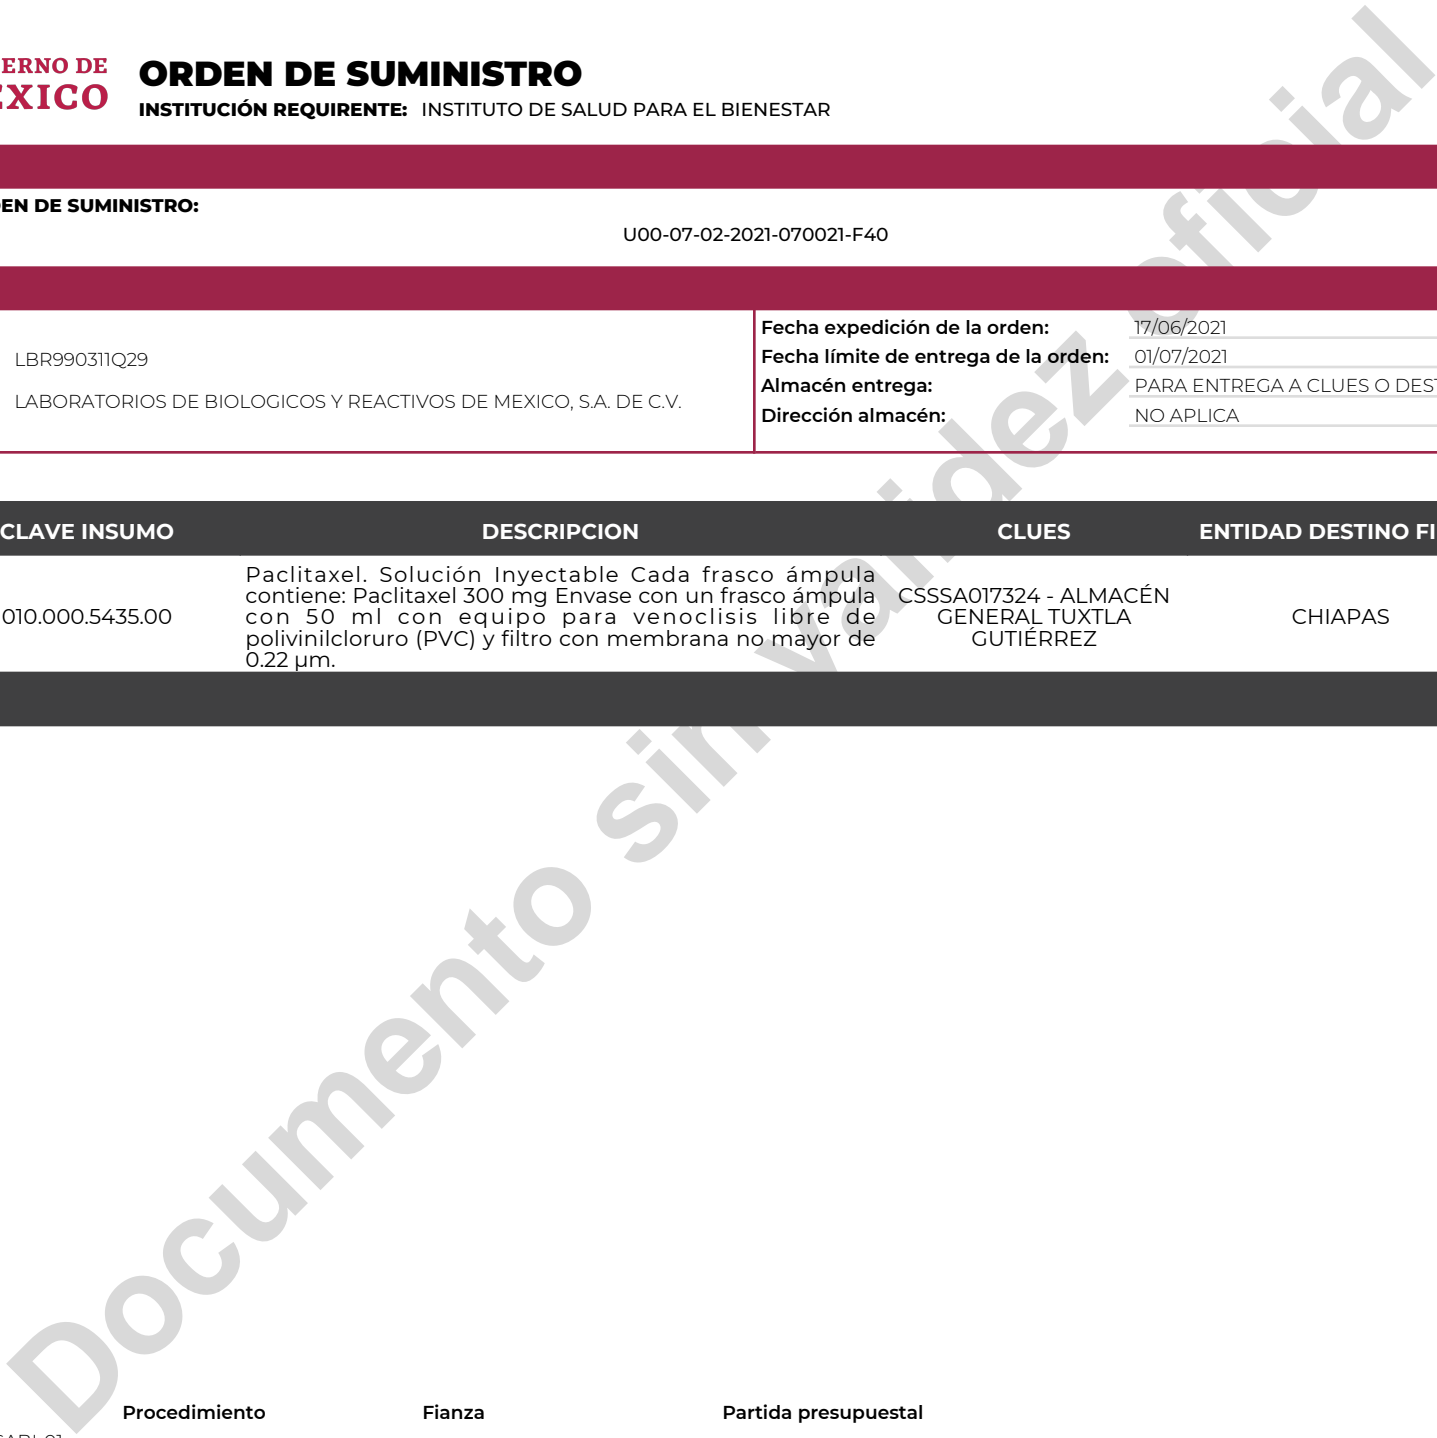 ERNO DE
EXICO
ORDEN DE SUMINISTRO
INSTITUCIÓN REQUIRENTE: INSTITUTO DE SALUD PARA EL BIENESTAR
EN DE SUMINISTRO:
U00-07-02-2021-070021-F40
LBR990311Q29
LABORATORIOS DE BIOLOGICOS Y REACTIVOS DE MEXICO, S.A. DE C.V.
Fecha expedición de la orden: 17/06/2021
Fecha límite de entrega de la orden: 01/07/2021
Almacén entrega: PARA ENTREGA A CLUES O DEST
Dirección almacén: NO APLICA
CLAVE INSUMO DESCRIPCION CLUES ENTIDAD DESTINO FI
010.000.5435.00
Paclitaxel. Solución Inyectable Cada frasco ámpula
contiene: Paclitaxel 300 mg Envase con un frasco ámpula
con 50 ml con equipo para venoclisis libre de
polivinilcloruro (PVC) y filtro con membrana no mayor de
0.22 µm.
CSSSA017324 - ALMACÉN
GENERAL TUXTLA
GUTIÉRREZ
CHIAPAS
Documento sin validez oficial
Procedimiento Fianza Partida presupuestal